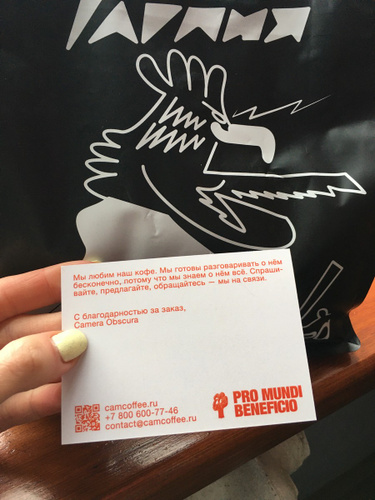 ГАРПИЯ
Мы любим наш кофе. Мы готовы разговаривать о нём
бесконечно, потому что мы знаем о нём всё. Спраши-
вайте, предлагайте, обращайтесь — мы на связи.
С благодарностью за заказ,
Camera Obscura
camcoffee.ru
+7 800 600-77-46
contact@camcoffee.ru
PRO MUNDI
BENEFICIO